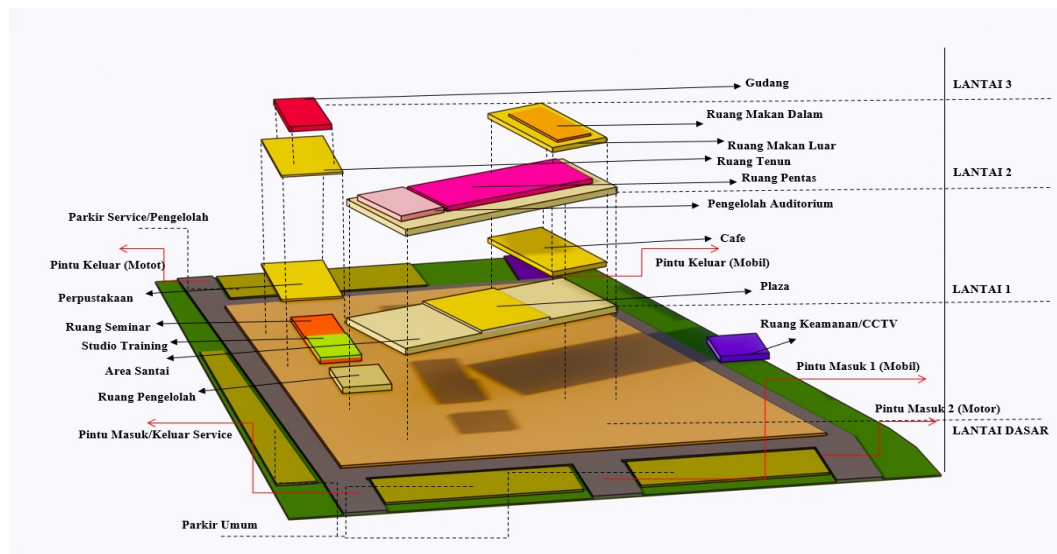 Gudang
LANTAI 3
Ruang Makan Dalam
Ruang Makan Luar
Ruang Tenun
LANTAI 2
Ruang Pentas
Pengelolah Auditorium
Parkir Service/Pengelolah
Cafe
Pintu Keluar (Motot)
Pintu Keluar (Mobil)
Perpustakaan
Plaza
LANTAI 1
Ruang Seminar
Ruang Keamanan/CCTV
Studio Training
Area Santai
Pintu Masuk 1 (Mobil)
Ruang Pengelolah
Pintu Masuk 2 (Motor)
Pintu Masuk/Keluar Service
LANTAI DASAR
Parkir Umum